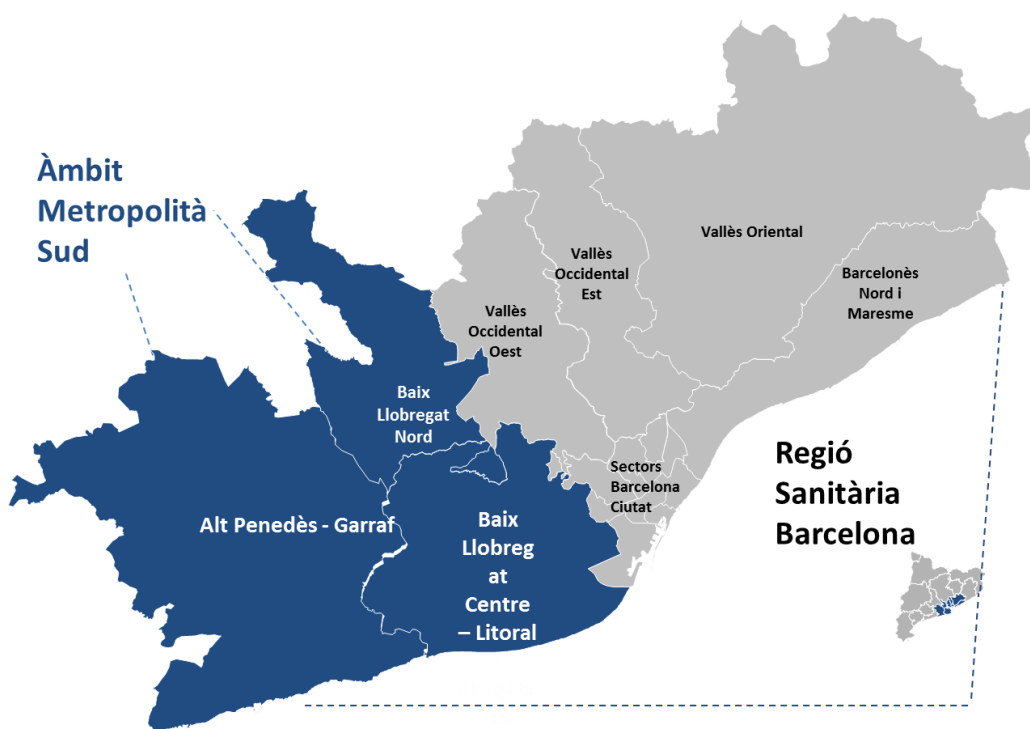 Àmbit
Metropolità
Sud
Vallès Oriental
Vallès
Occidental
Est
Barcelonès
Nord i
Maresme
Vallès
Occidental
Oest
Baix
Llobregat
Nord
Sectors
Barcelona
Ciutat
Regió
Sanitària
Barcelona
Alt Penedès - Garraf
Baix
Llobreg
at
Centre
– Litoral